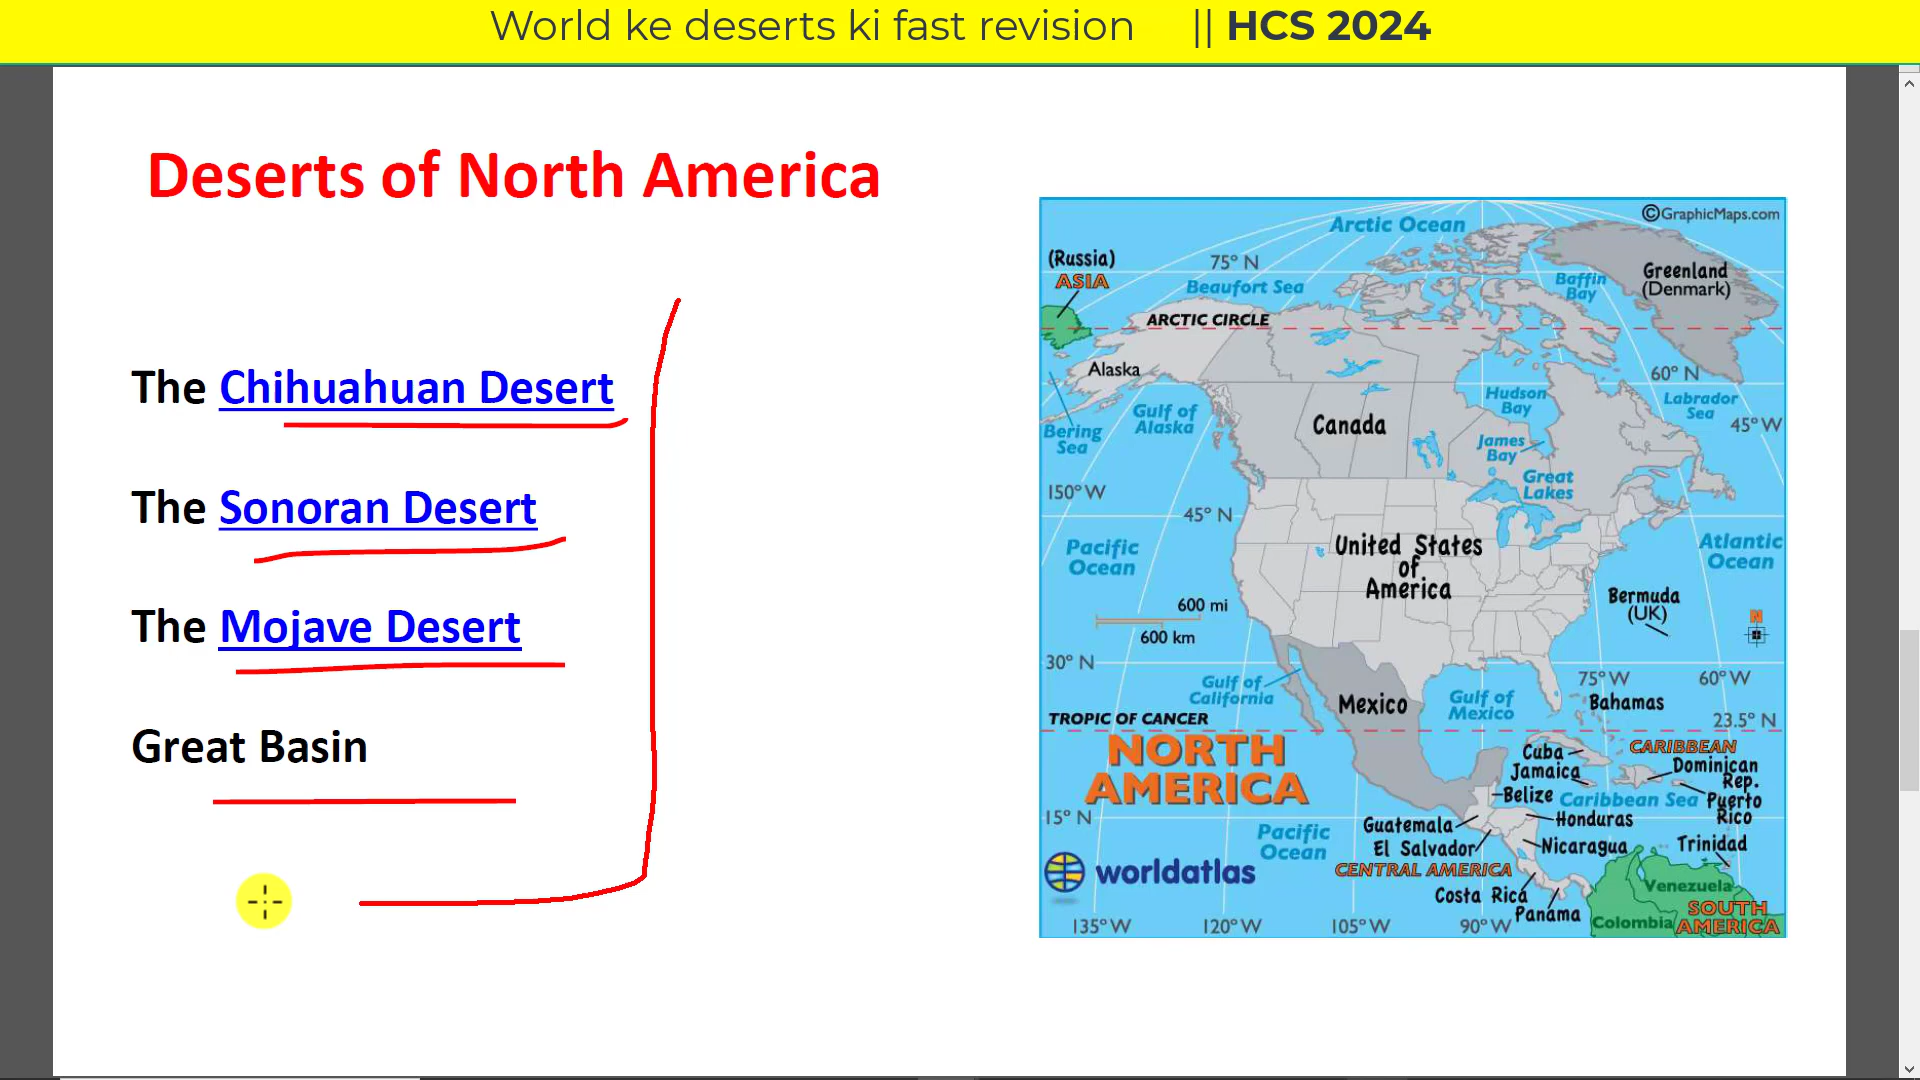 World ke deserts ki fast revision || HCS 2024
Deserts of North America
The Chihuahuan Desert
The Sonoran Desert
The Mojave Desert
Great Basin
©GraphicMaps.com
Arctic Ocean
(Russia)
ASIA
75° N
Beaufort Sea
Baffin
Bay
Greenland
(Denmark)
ARCTIC CIRCLE
Alaska
60° N
Gulf of
Alaska
Hudson
Bay
Labrador
Sea
Bering
Sea
Canada
45° W
James
Bay
Great
Lakes
150° W
45° N
Pacific
Ocean
United States
of
America
Atlantic
Ocean
600 mi
600 km
Bermuda
(UK)
N
30° N
Gulf of
California
Mexico
Gulf of
Mexico
75° W
60° W
Bahamas
TROPIC OF CANCER
23.5° N
NORTH
AMERICA
Cuba
CARIBBEAN
Jamaica
Dominican
Rep.
Belize
Caribbean Sea
Puerto
Rico
15° N
Pacific
Ocean
Guatemala
Honduras
El Salvador
Nicaragua
Trinidad
worldatlas
CENTRAL AMERICA
Costa Rica
Panama
Venezuela
Colombia
SOUTH
AMERICA
135° W
120° W
105° W
90° W